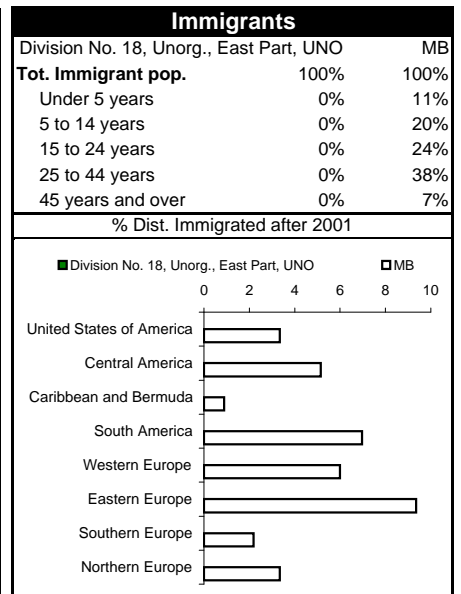 Immigrants
Division No. 18, Unorg., East Part, UNO MB
Tot. Immigrant pop. 100% 100%
Under 5 years 0% 11%
5 to 14 years 0% 20%
15 to 24 years 0% 24%
25 to 44 years 0% 38%
45 years and over 0% 7%
% Dist. Immigrated after 2001
Division No. 18, Unorg., East Part, UNO MB
0 2 4 6 8 10
United States of America
Central America
Caribbean and Bermuda
South America
Western Europe
Eastern Europe
Southern Europe
Northern Europe